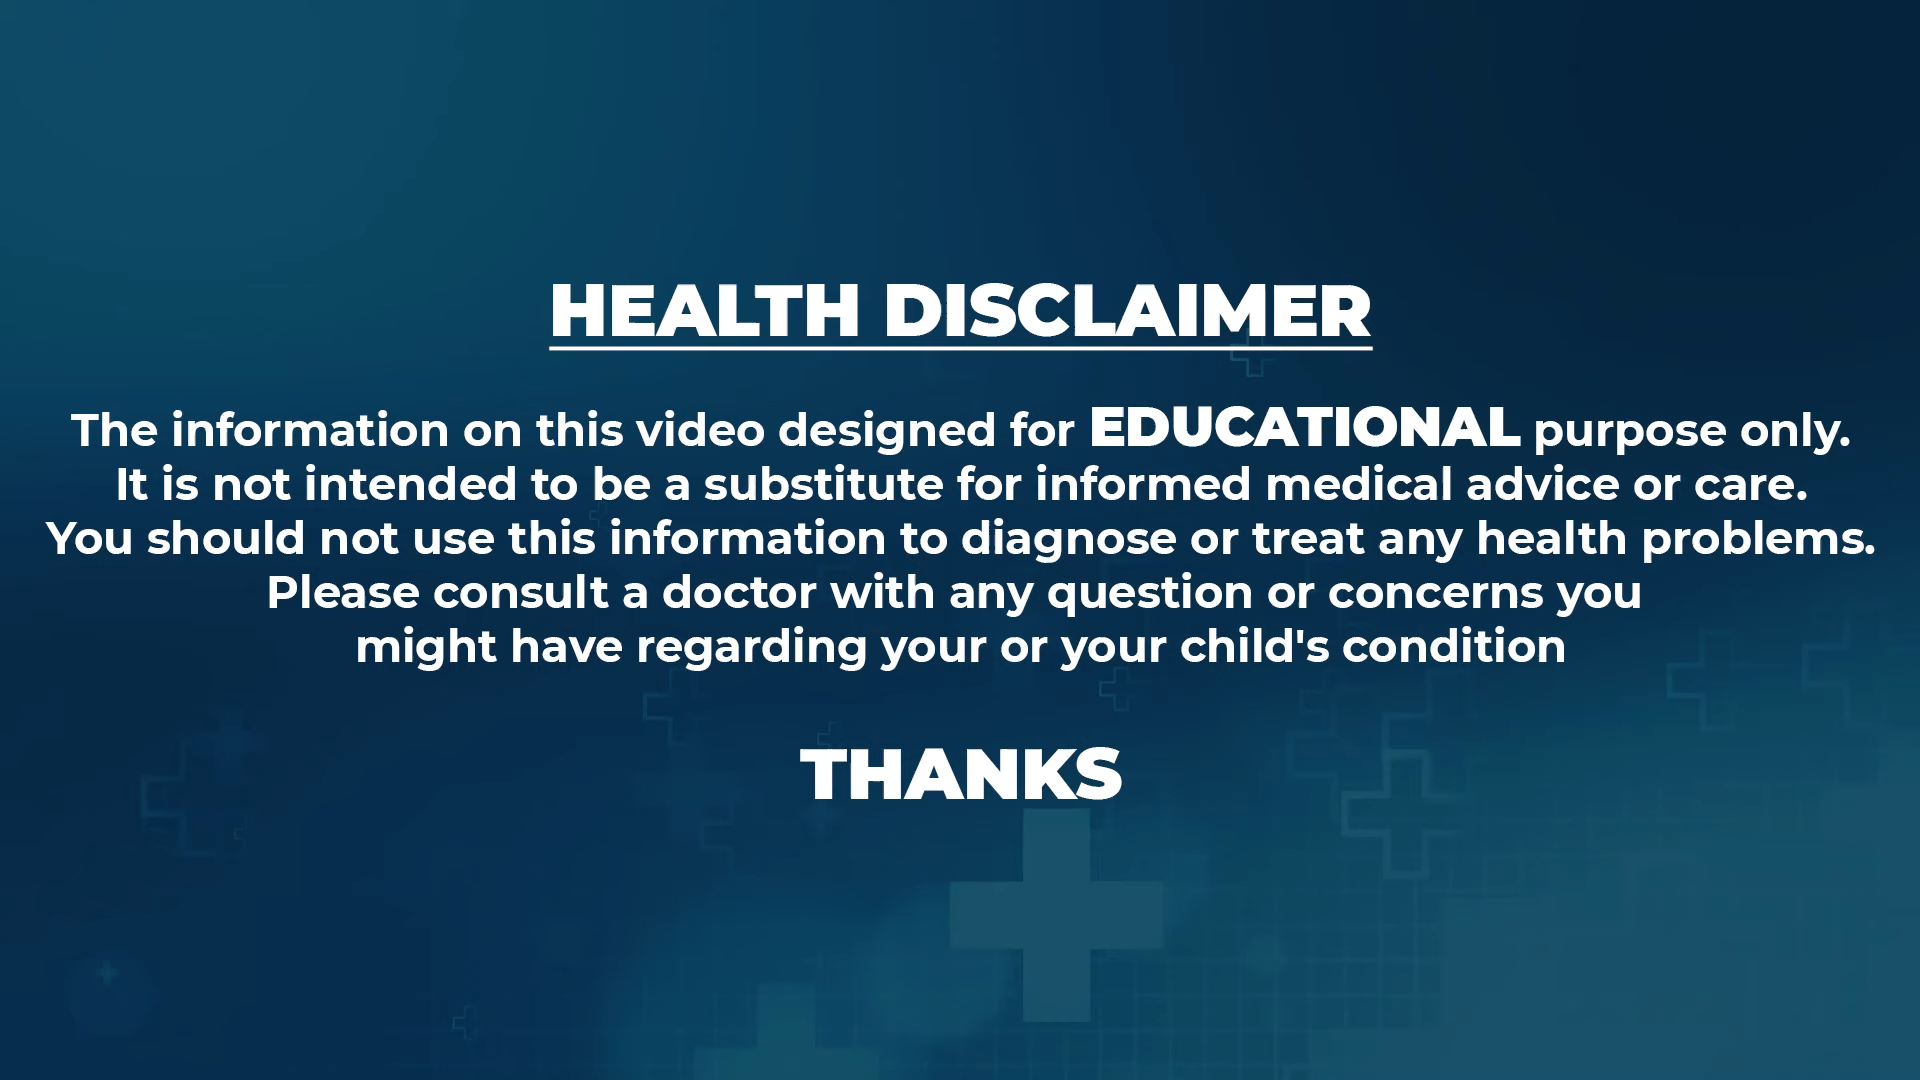 HEALTH DISCLAIMER
The information on this video designed for EDUCATIONAL purpose only.
It is not intended to be a substitute for informed medical advice or care.
You should not use this information to diagnose or treat any health problems.
Please consult a doctor with any question or concerns you
might have regarding your or your child's condition
THANKS